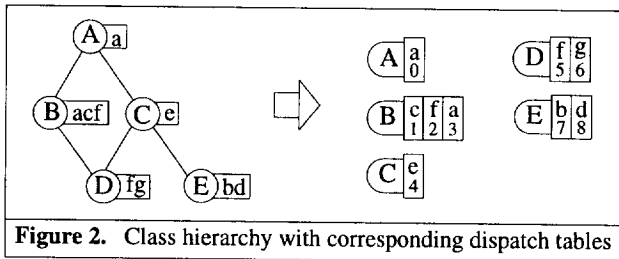 A a
B acf
C e
D fg
E bd
A a 0
D f g 5 6
B c f a 1 2 3
E b d 7 8
C e 4
Figure 2. Class hierarchy with corresponding dispatch tables